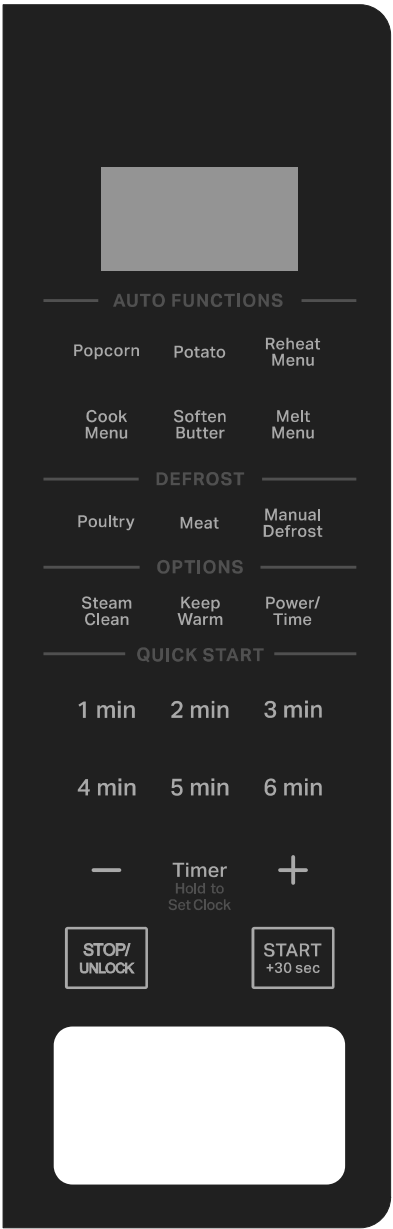 AUTO FUNCTIONS
Popcorn Potato Reheat
Menu
Cook Soften Melt
Menu Butter Menu
DEFROST
Poultry Meat Manual
Defrost
OPTIONS
Steam Keep Power/
Clean Warm Time
QUICK START
1 min 2 min 3 min
4 min 5 min 6 min
− Timer +
Hold to
Set Clock
STOP/ START
UNLOCK +30 sec